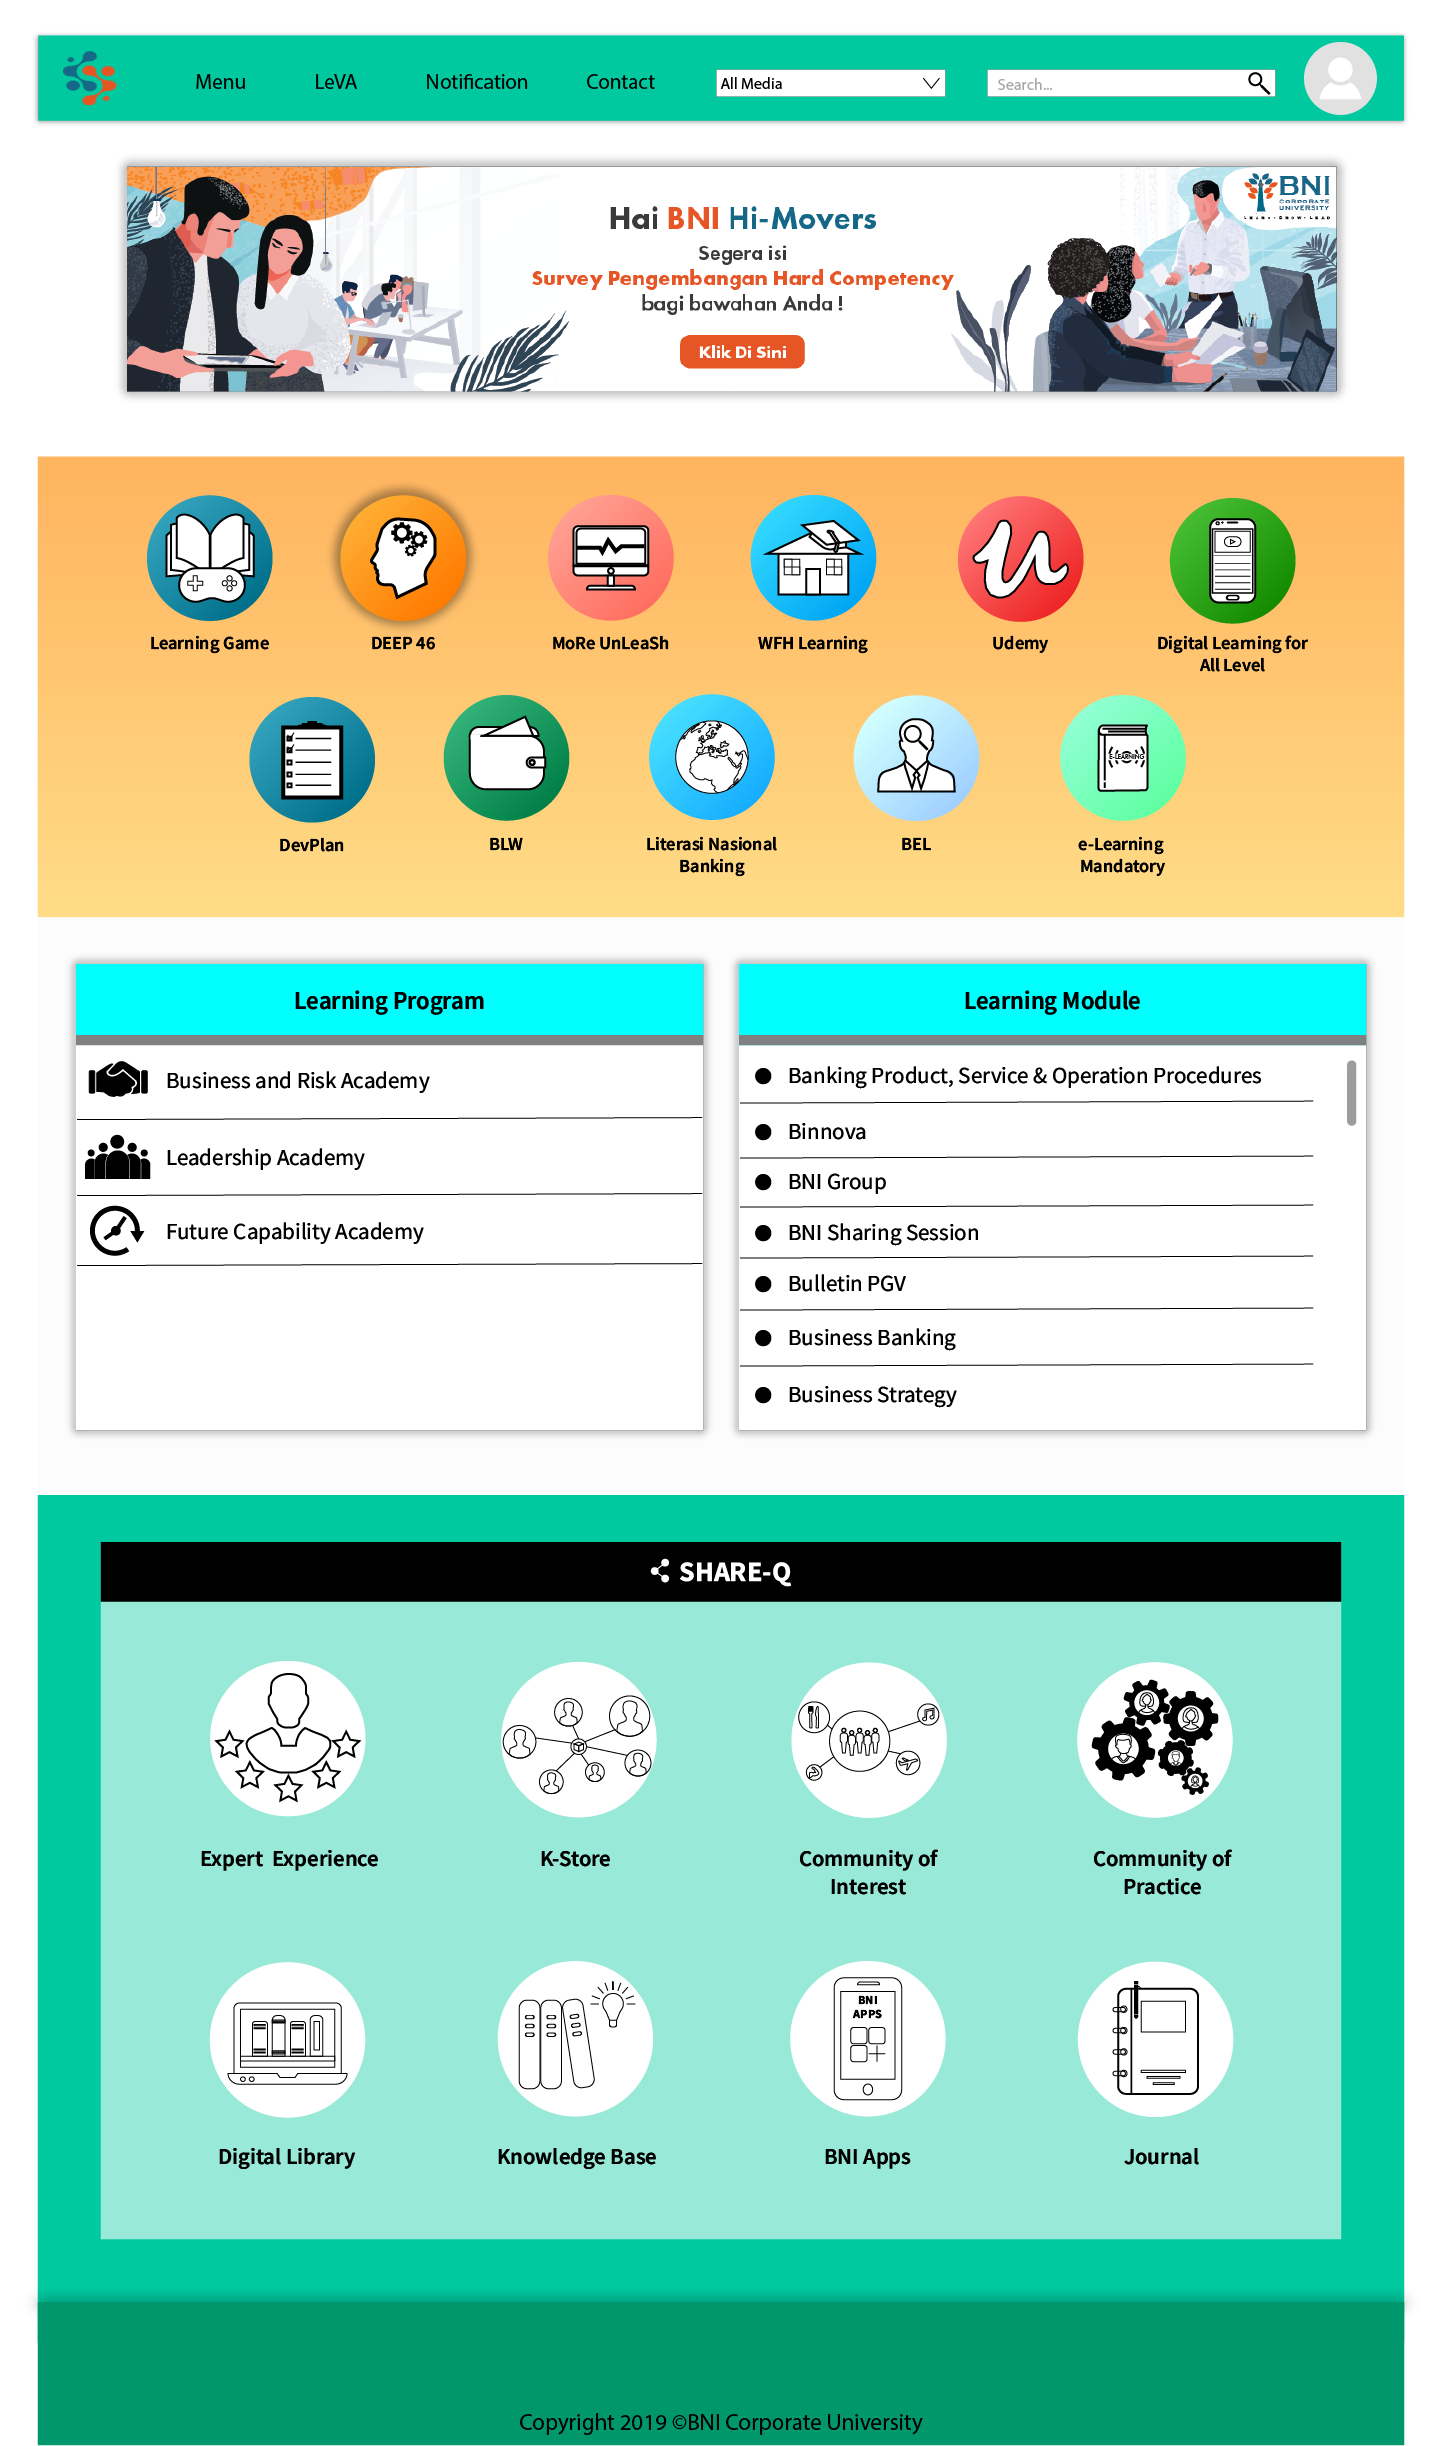 Menu
LeVA
Notification
Contact
All Media
Search...
BNI
CORPORATE
UNIVERSITY
LEARN • GROW • LEAD
Hai BNI Hi-Movers
Segera isi
Survey Pengembangan Hard Competency
bagi bawahan Anda !
Klik Di Sini
Learning Game
DEEP 46
MoRe UnLeaSh
WFH Learning
Udemy
Digital Learning for
All Level
E-LEARNING
DevPlan
BLW
Literasi Nasional
Banking
BEL
e-Learning
Mandatory
Learning Program
Business and Risk Academy
Leadership Academy
Future Capability Academy
Learning Module
Banking Product, Service & Operation Procedures
Binnova
BNI Group
BNI Sharing Session
Bulletin PGV
Business Banking
Business Strategy
SHARE-Q
Expert  Experience
K-Store
Community of
Interest
Community of
Practice
BNI
APPS
Digital Library
Knowledge Base
BNI Apps
Journal
Copyright 2019 ©BNI Corporate University